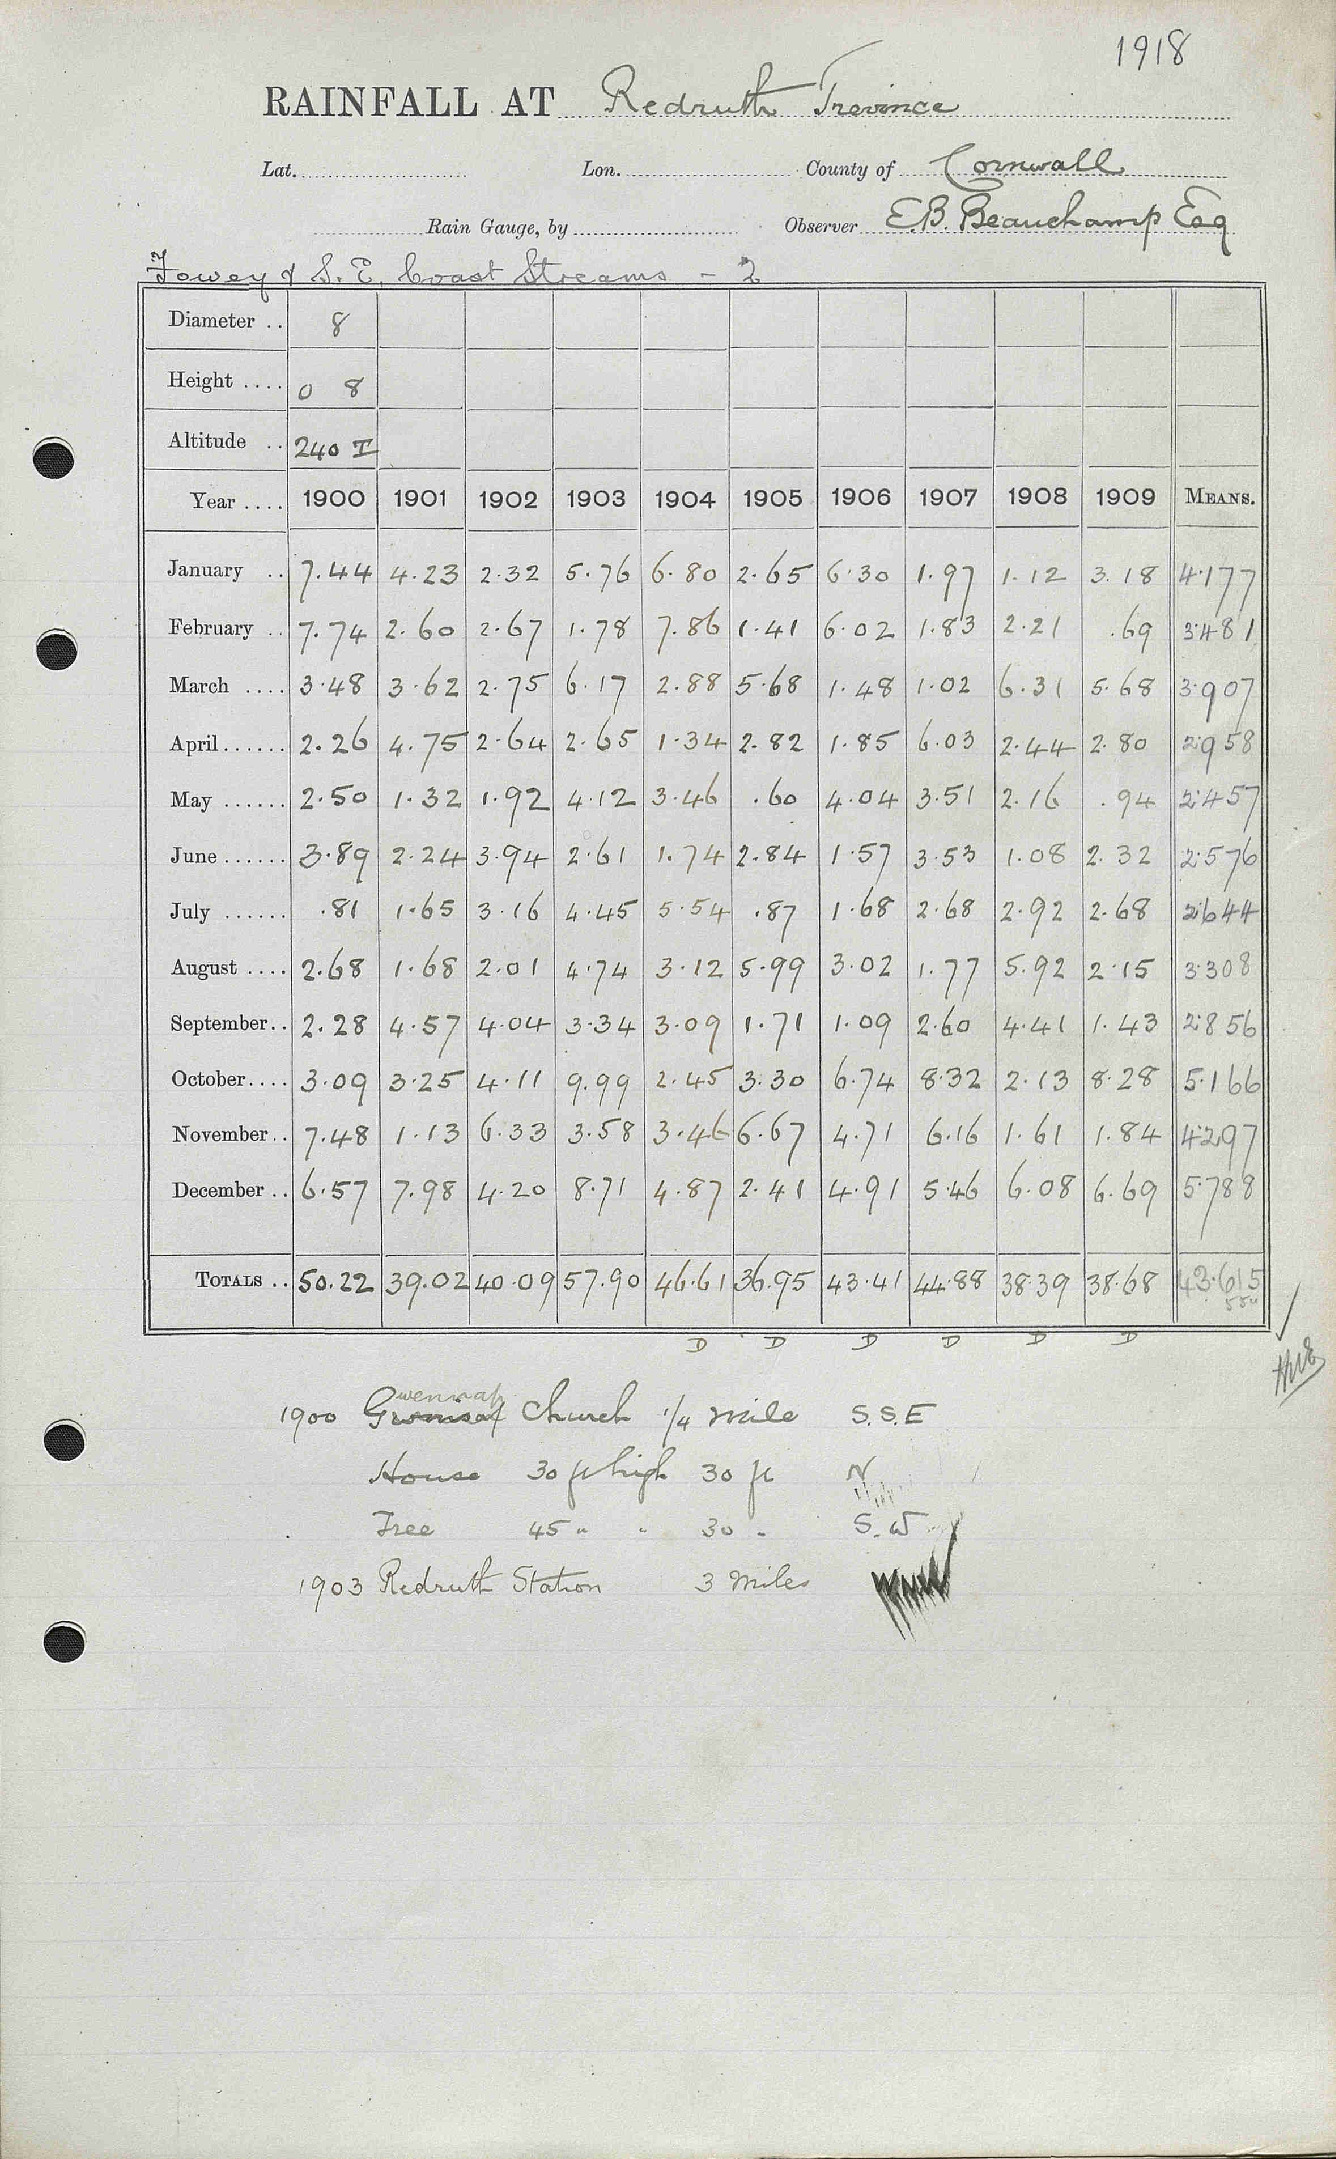 1918
RAINFALL AT Redruth Trevince
Lat. Lon. County of Cornwall
Rain Gauge, by Observer E.B. Beauchamp Esq
Fowey & S.E. Coast Streams - 2
Diameter .. 8
Height .... 0 8
Altitude .. 240 T
Year .... 1900 1901 1902 1903 1904 1905 1906 1907 1908 1909 MEANS.
January .. 7.44 4.23 2.32 5.76 6.80 2.65 6.30 1.97 1.12 3.18 4.177
February .. 7.74 2.60 2.67 1.78 7.86 1.41 6.02 1.83 2.21 .69 3.481
March .... 3.48 3.62 2.75 6.17 2.88 5.68 1.48 1.02 6.31 5.68 3.907
April...... 2.26 4.75 2.64 2.65 1.34 2.82 1.85 6.03 2.44 2.80 2.958
May ...... 2.50 1.32 1.92 4.12 3.46 .60 4.04 3.51 2.16 .94 2.457
June ...... 3.89 2.24 3.94 2.61 1.74 2.84 1.57 3.53 1.08 2.32 2.576
July ...... .81 1.65 3.16 4.45 5.54 .87 1.68 2.68 2.92 2.68 2.644
August .... 2.68 1.68 2.01 4.74 3.12 5.99 3.02 1.77 5.92 2.15 3.308
September.. 2.28 4.57 4.04 3.34 3.09 1.71 1.09 2.60 4.41 1.43 2.856
October.... 3.09 3.25 4.11 9.99 2.45 3.30 6.74 8.32 2.13 8.28 5.166
November.. 7.48 1.13 6.33 3.58 3.46 6.67 4.71 6.16 1.61 1.84 4.297
December .. 6.57 7.98 4.20 8.71 4.87 2.41 4.91 5.46 6.08 6.69 5.788
TOTALS .. 50.22 39.02 40.09 57.90 46.61 36.95 43.41 44.88 38.39 38.68 43.615
D D D D D D
1900 Gwennap Church 1/4 mile S.S.E
House 30 ft high 30 ft N
Tree 45 " " 30 " S.W
1903 Redruth Station 3 miles